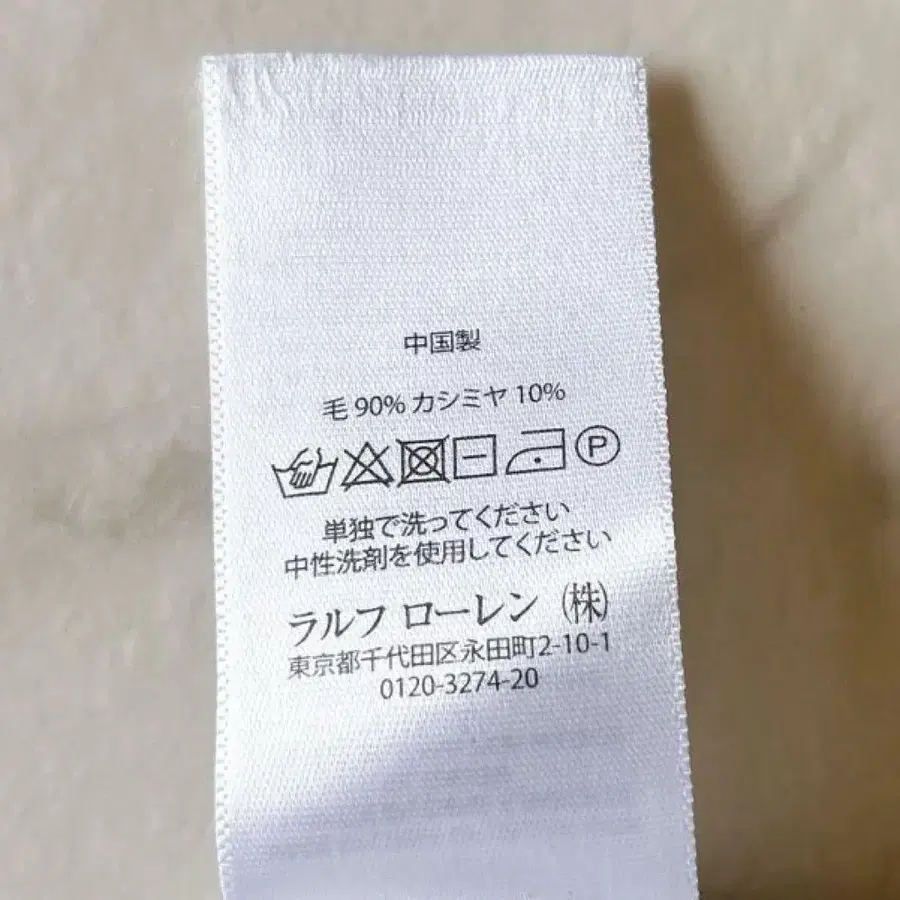 中国製
毛 90% カシミヤ 10%
P
単独で洗ってください
中性洗剤を使用してください
ラルフ ローレン (株)
東京都千代田区永田町2-10-1
0120-3274-20